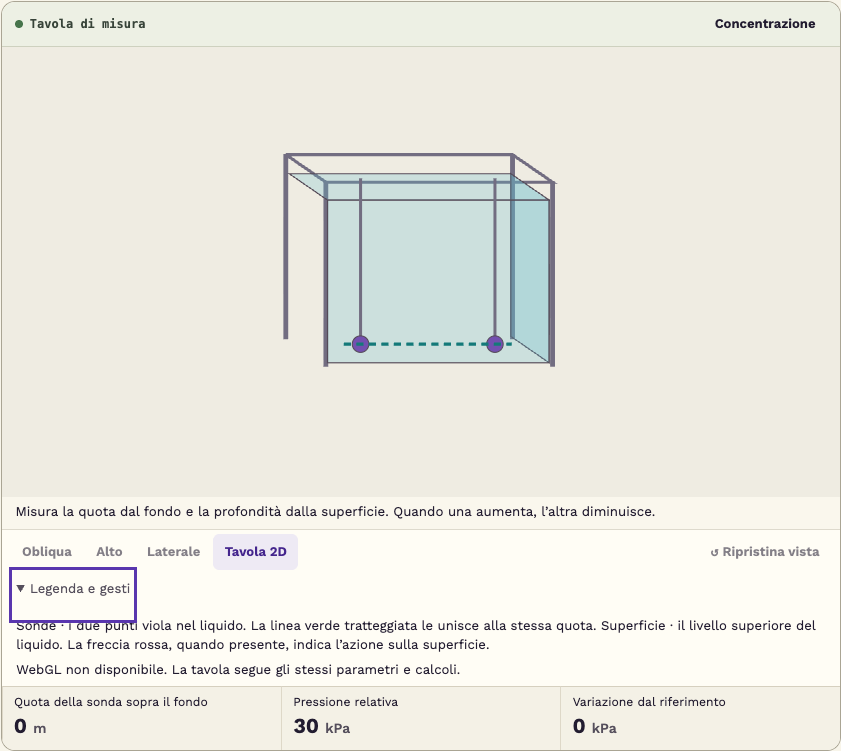 Tavola di misura
Concentrazione
Misura la quota dal fondo e la profondità dalla superficie. Quando una aumenta, l’altra diminuisce.
Obliqua Alto Laterale Tavola 2D ↺ Ripristina vista
▼ Legenda e gesti
Sonde · i due punti viola nel liquido. La linea verde tratteggiata le unisce alla stessa quota. Superficie · il livello superiore del
liquido. La freccia rossa, quando presente, indica l’azione sulla superficie.
WebGL non disponibile. La tavola segue gli stessi parametri e calcoli.
Quota della sonda sopra il fondo
0 m
Pressione relativa
30 kPa
Variazione dal riferimento
0 kPa